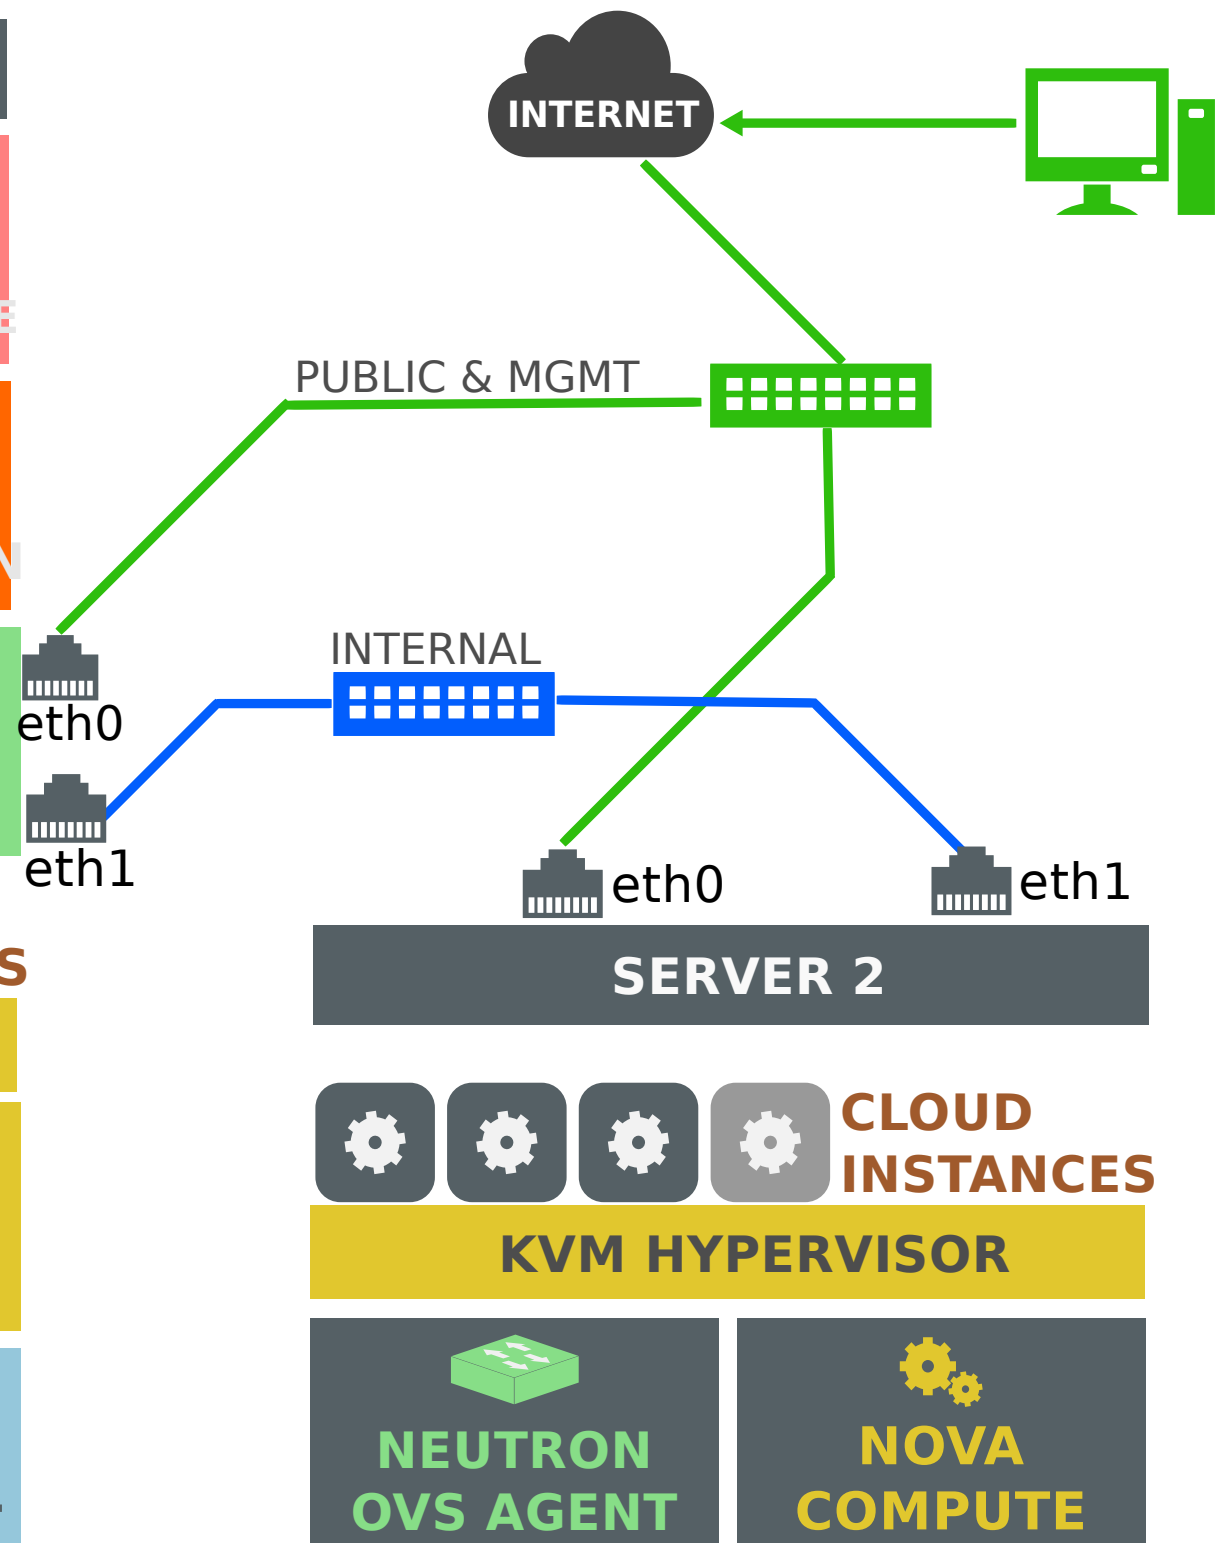 INTERNET
PUBLIC & MGMT
INTERNAL
eth0
eth1
eth0
eth1
SERVER 2
CLOUD
INSTANCES
KVM HYPERVISOR
NEUTRON
OVS AGENT
NOVA
COMPUTE
E
N
S